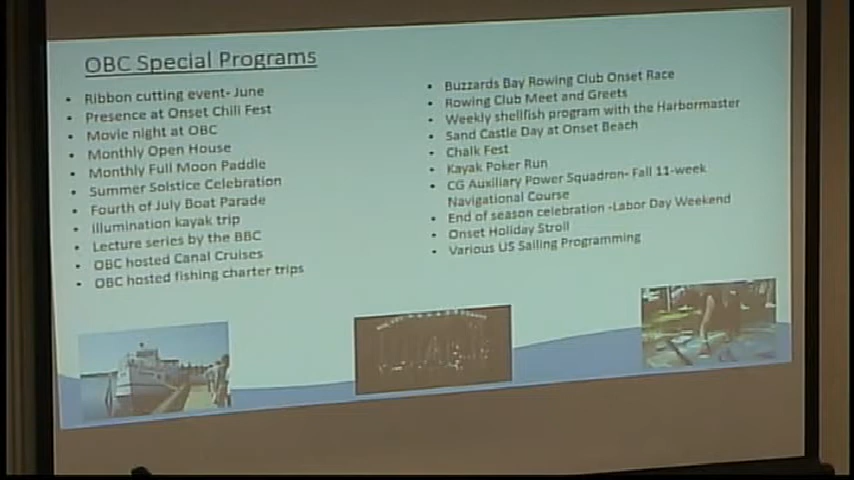 OBC Special Programs
• Ribbon cutting event- June
• Presence at Onset Chili Fest
• Movie night at OBC
• Monthly Open House
• Monthly Full Moon Paddle
• Summer Solstice Celebration
• Fourth of July Boat Parade
• Illumination kayak trip
• Lecture series by the BBC
• OBC hosted Canal Cruises
• OBC hosted fishing charter trips
• Buzzards Bay Rowing Club Onset Race
• Rowing Club Meet and Greets
• Weekly shellfish program with the Harbormaster
• Sand Castle Day at Onset Beach
• Chalk Fest
• Kayak Poker Run
• CG Auxiliary Power Squadron- Fall 11-week
Navigational Course
• End of season celebration -Labor Day Weekend
• Onset Holiday Stroll
• Various US Sailing Programming